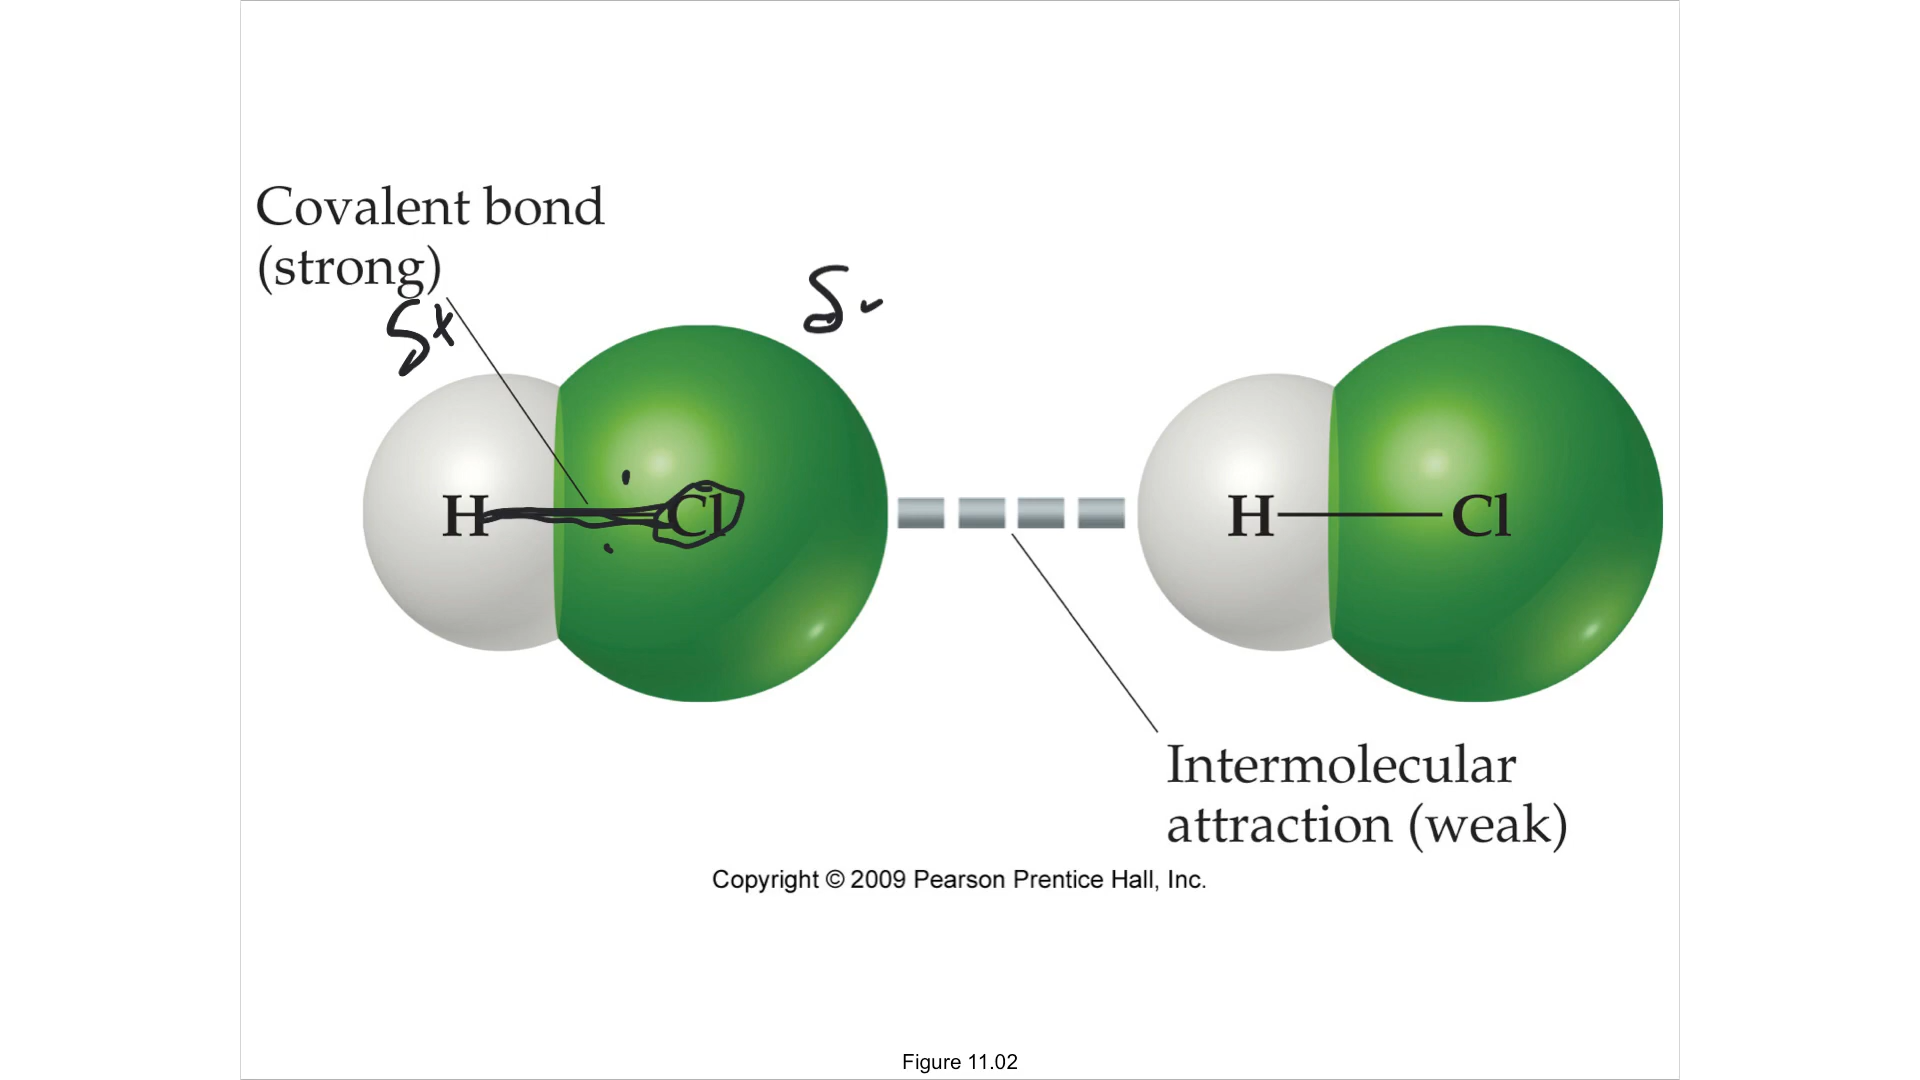 Covalent bond
(strong)
δ+
δ-
H Cl
H Cl
Intermolecular
attraction (weak)
Copyright © 2009 Pearson Prentice Hall, Inc.
Figure 11.02